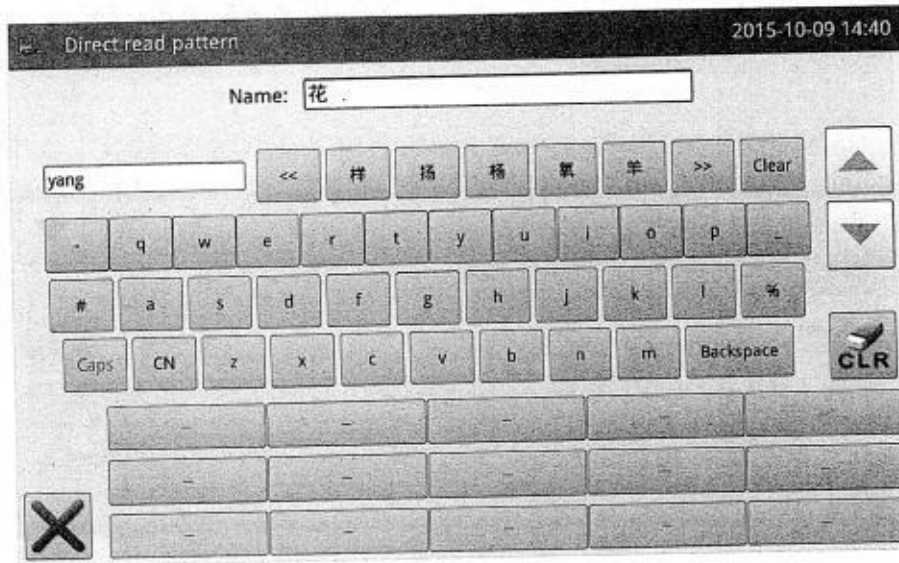 Direct read pattern 2015-10-09 14:40
Name: 花 .
yang << 样 扬 杨 氧 羊 >> Clear
- q w e r t y u i o p _
# a s d f g h j k l %
Caps CN z x c v b n m Backspace
CLR
– – – – –
– – – – –
– – – – –